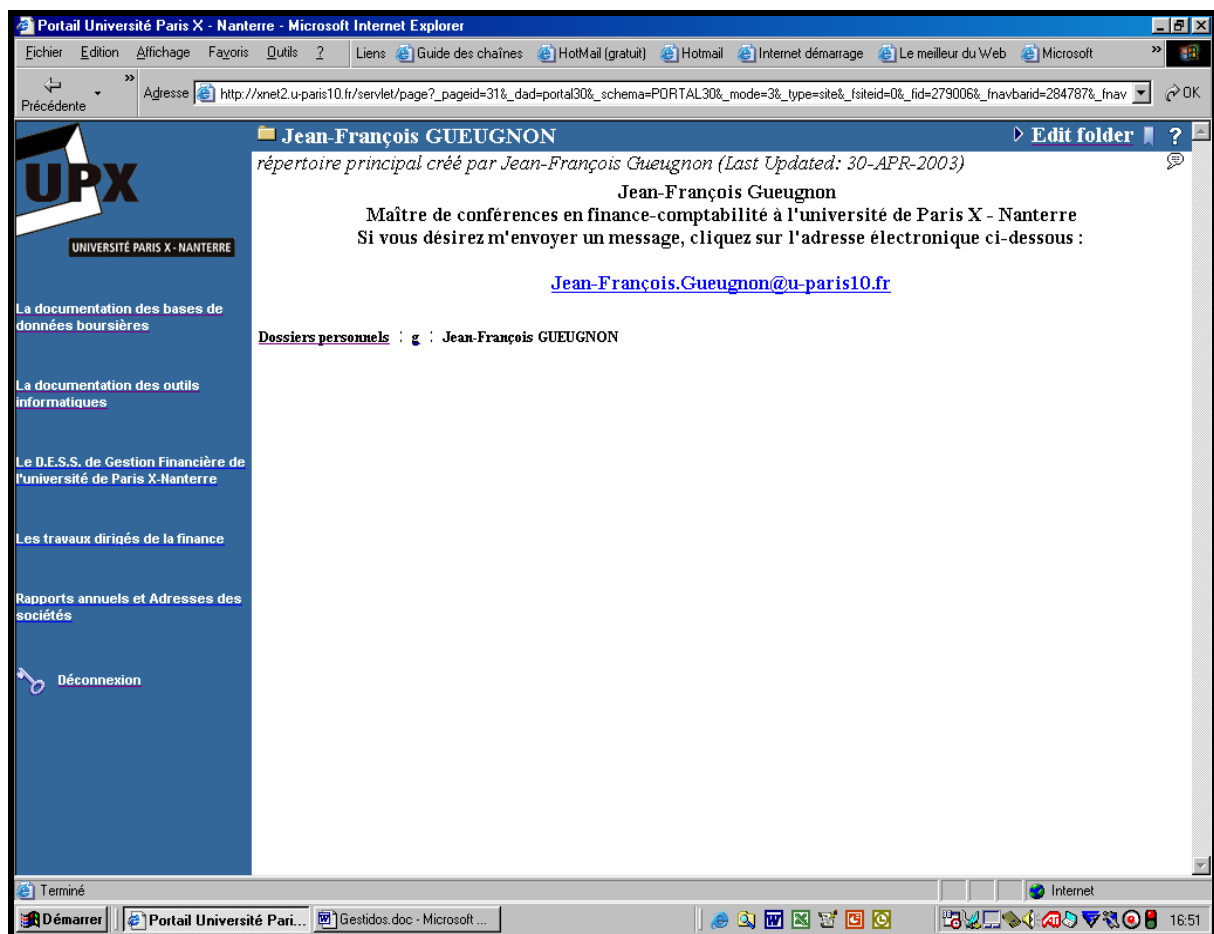 Portail Université Paris X - Nanterre - Microsoft Internet Explorer
Fichier Edition Affichage Favoris Outils ? Liens Guide des chaînes HotMail (gratuit) Hotmail Internet démarrage Le meilleur du Web Microsoft »
Précédente » Adresse http://xnet2.u-paris10.fr/servlet/page?_pageid=31&_dad=portal30&_schema=PORTAL30&_mode=3&_type=site&_fsiteid=0&_fid=279006&_fnavbarid=284787&_fnav OK
UPX
UNIVERSITÉ PARIS X - NANTERRE
La documentation des bases de
données boursières
La documentation des outils
informatiques
Le D.E.S.S. de Gestion Financière de
l'université de Paris X-Nanterre
Les travaux dirigés de la finance
Rapports annuels et Adresses des
sociétés
Déconnexion
Jean-François GUEUGNON Edit folder ?
répertoire principal créé par Jean-François Gueugnon (Last Updated: 30-APR-2003)
Jean-François Gueugnon
Maître de conférences en finance-comptabilité à l'université de Paris X - Nanterre
Si vous désirez m'envoyer un message, cliquez sur l'adresse électronique ci-dessous :
Jean-François.Gueugnon@u-paris10.fr
Dossiers personnels : g : Jean-François GUEUGNON
Terminé Internet
Démarrer Portail Université Pari... Gestidos.doc - Microsoft ... 16:51